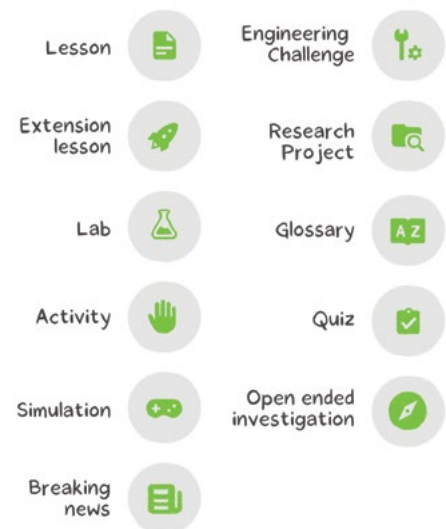 Lesson
Extension
lesson
Lab
Activity
Simulation
Breaking
news
Engineering
Challenge
Research
Project
Glossary
A Z
Quiz
Open ended
investigation